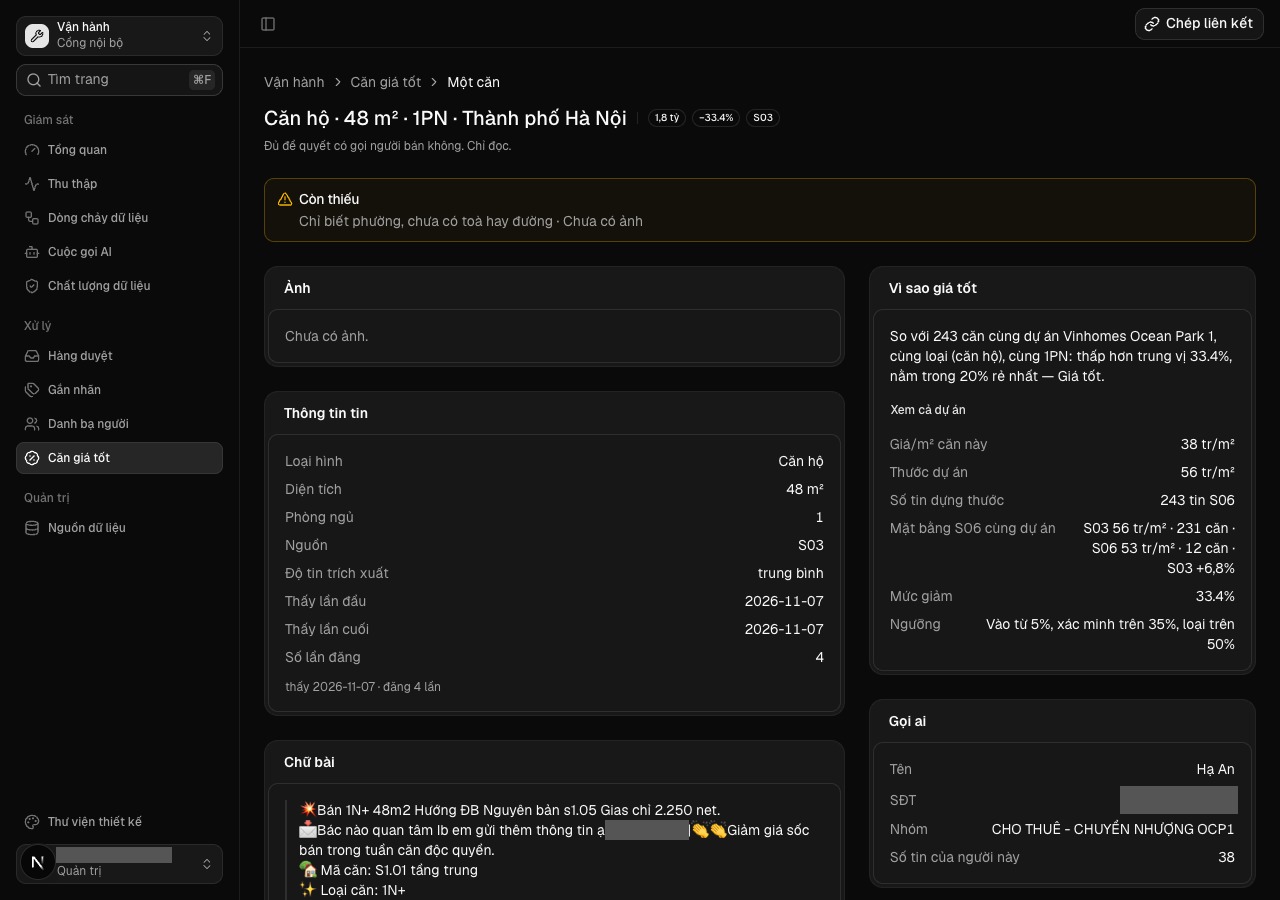 Vận hành
Cổng nội bộ
Tìm trang
⌘F
Giám sát
Tổng quan
Thu thập
Dòng chảy dữ liệu
Cuộc gọi AI
Chất lượng dữ liệu
Xử lý
Hàng duyệt
Gắn nhãn
Danh bạ người
Căn giá tốt
Quản trị
Nguồn dữ liệu
Thư viện thiết kế
N
Quản trị
Chép liên kết
Vận hành > Căn giá tốt > Một căn
Căn hộ · 48 m² · 1PN · Thành phố Hà Nội
1,8 tỷ
−33.4%
S03
Đủ để quyết có gọi người bán không. Chỉ đọc.
Còn thiếu
Chỉ biết phường, chưa có toà hay đường · Chưa có ảnh
Ảnh
Chưa có ảnh.
Thông tin tin
Loại hình Căn hộ
Diện tích 48 m²
Phòng ngủ 1
Nguồn S03
Độ tin trích xuất trung bình
Thấy lần đầu 2026-11-07
Thấy lần cuối 2026-11-07
Số lần đăng 4
thấy 2026-11-07 · đăng 4 lần
Chữ bài
💥Bán 1N+ 48m2 Hướng ĐB Nguyên bản s1.05 Gias chỉ 2.250 net.
📩Bác nào quan tâm Ib em gửi thêm thông tin ạ 👏👏Giảm giá sốc
bán trong tuần căn độc quyền.
🏡 Mã căn: S1.01 tầng trung
✨ Loại căn: 1N+
Vì sao giá tốt
So với 243 căn cùng dự án Vinhomes Ocean Park 1,
cùng loại (căn hộ), cùng 1PN: thấp hơn trung vị 33.4%,
nằm trong 20% rẻ nhất — Giá tốt.
Xem cả dự án
Giá/m² căn này 38 tr/m²
Thước dự án 56 tr/m²
Số tin dựng thước 243 tin S06
Mặt bằng S06 cùng dự án S03 56 tr/m² · 231 căn ·
S06 53 tr/m² · 12 căn ·
S03 +6,8%
Mức giảm 33.4%
Ngưỡng Vào từ 5%, xác minh trên 35%, loại trên
50%
Gọi ai
Tên Hạ An
SĐT
Nhóm CHO THUÊ - CHUYỂN NHƯỢNG OCP1
Số tin của người này 38